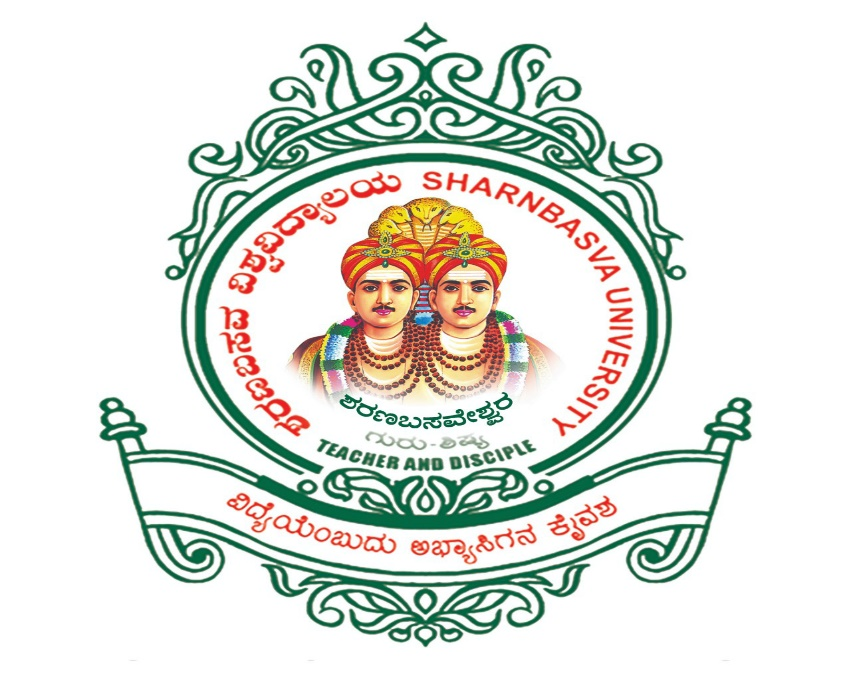 ಶರಣಬಸವ ವಿಶ್ವವಿದ್ಯಾಲಯ SHARNBASVA UNIVERSITY
ಶರಣಬಸವೇಶ್ವರ
ಗುರು-ಶಿಷ್ಯ
TEACHER AND DISCIPLE
ವಿದ್ಯೆಯೆಂಬುದು ಅಭ್ಯಾಸಿಗನ ಕೈವಶ